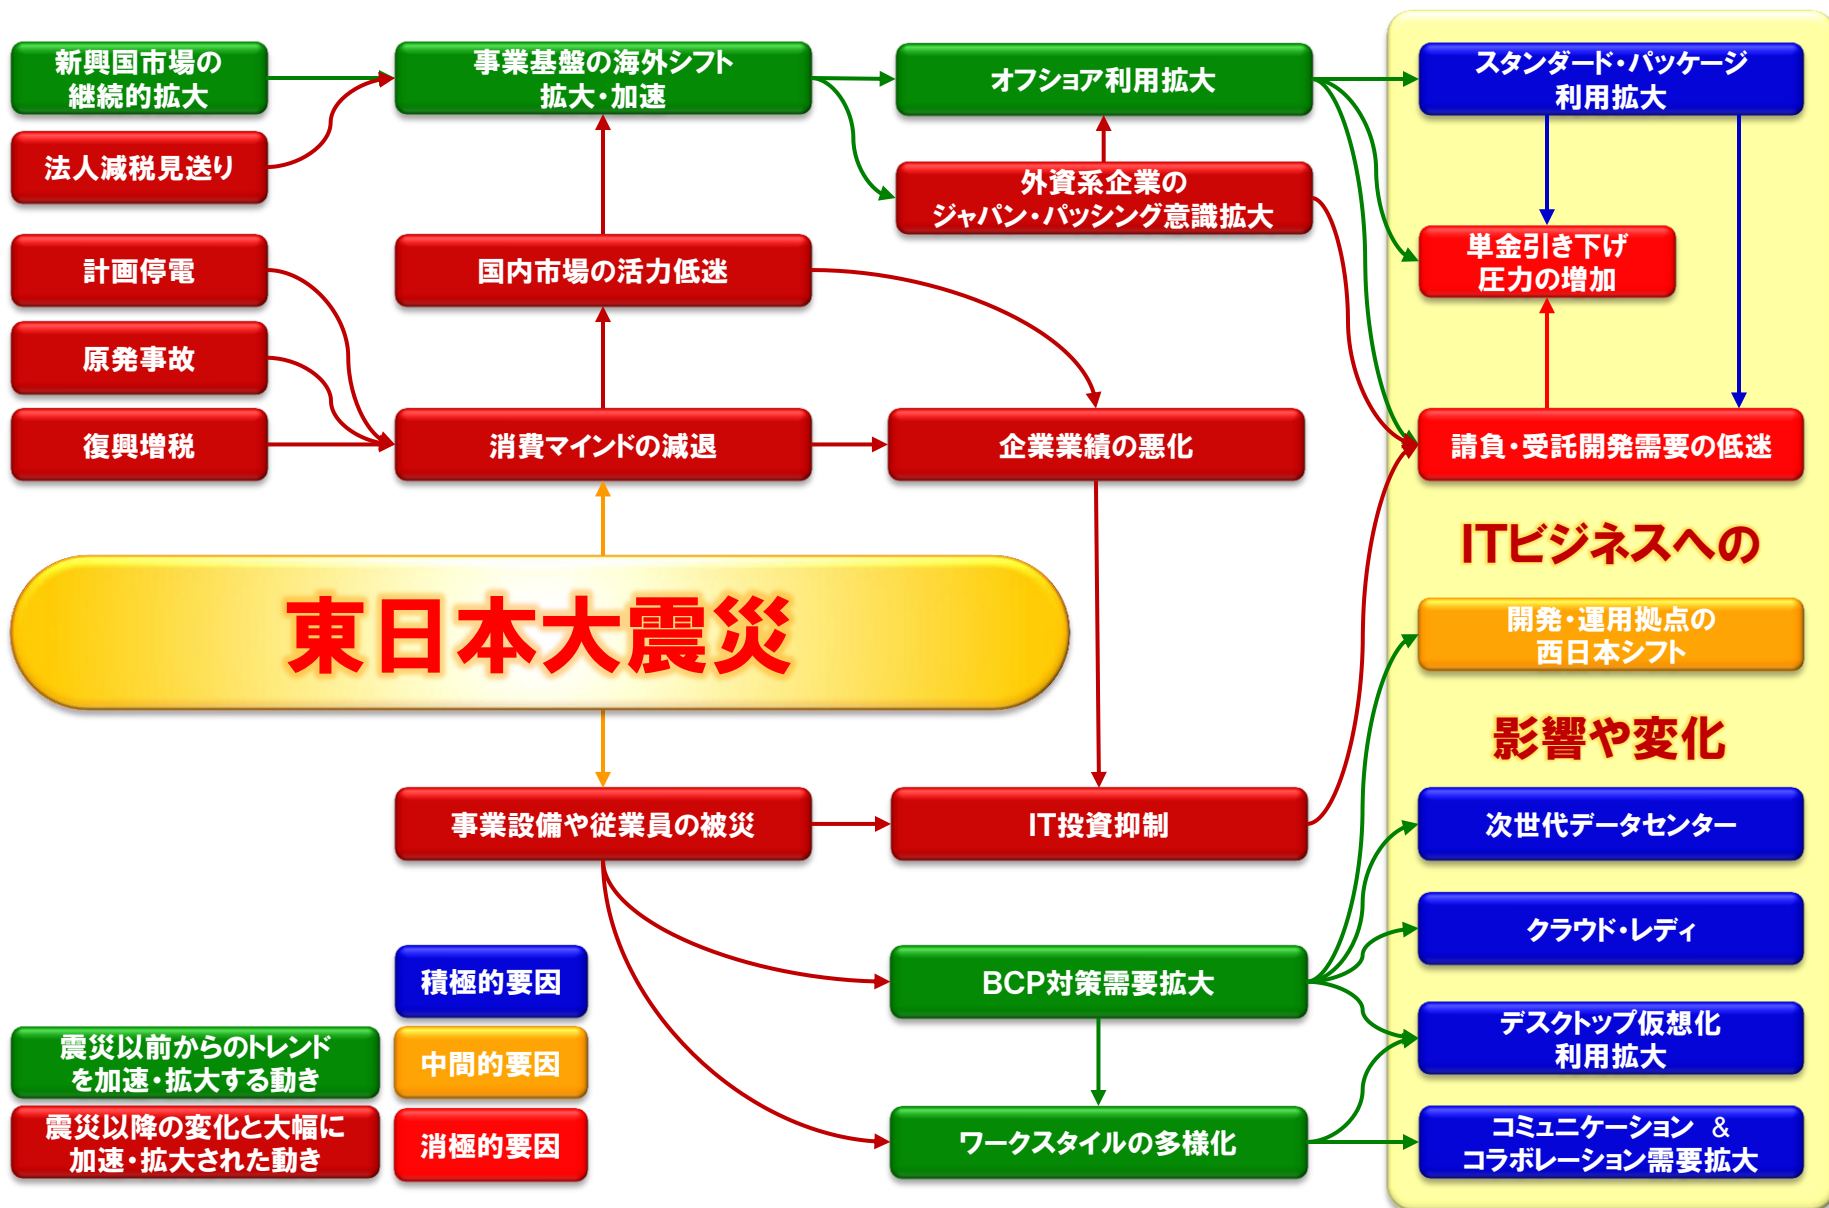 新興国市場の
継続的拡大
事業基盤の海外シフト
拡大・加速
オフショア利用拡大
スタンダード・パッケージ
利用拡大
法人減税見送り
外資系企業の
ジャパン・パッシング意識拡大
計画停電
国内市場の活力低迷
単金引き下げ
圧力の増加
原発事故
復興増税
消費マインドの減退
企業業績の悪化
請負・受託開発需要の低迷
ITビジネスへの
東日本大震災
開発・運用拠点の
西日本シフト
影響や変化
事業設備や従業員の被災
IT投資抑制
次世代データセンター
クラウド・レディ
積極的要因
BCP対策需要拡大
デスクトップ仮想化
利用拡大
震災以前からのトレンド
を加速・拡大する動き
中間的要因
震災以降の変化と大幅に
加速・拡大された動き
消極的要因
ワークスタイルの多様化
コミュニケーション &
コラボレーション需要拡大